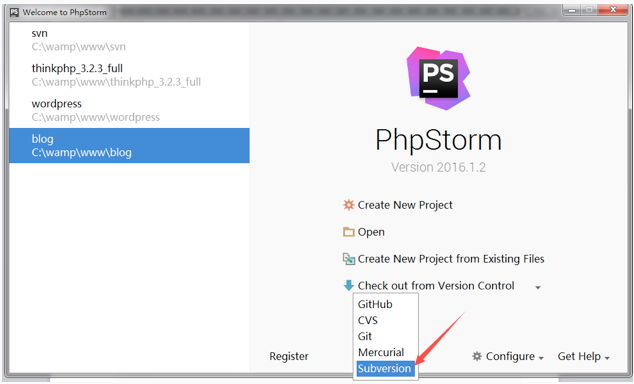 Welcome to PhpStorm
svn
C:\wamp\www\svn
thinkphp_3.2.3_full
C:\wamp\www\thinkphp_3.2.3_full
wordpress
C:\wamp\www\wordpress
blog
C:\wamp\www\blog
PS
PhpStorm
Version 2016.1.2
Create New Project
Open
Create New Project from Existing Files
Check out from Version Control
GitHub
CVS
Git
Mercurial
Subversion
Register
Configure
Get Help